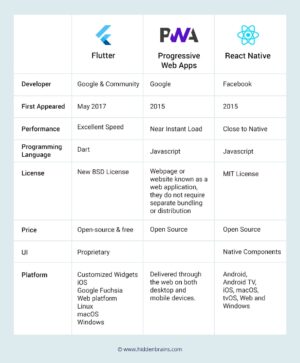 PWA
Flutter
Progressive
Web Apps
React Native
Developer
Google & Community
Google
Facebook
First Appeared
May 2017
2015
2015
Performance
Excellent Speed
Near Instant Load
Close to Native
Programming
Language
Dart
Javascript
Javascript
License
New BSD License
Webpage or
website known as a
web application,
they do not require
separate bundling
or distribution
MIT License
Price
Open-source & free
Open Source
Open Source
UI
Proprietary
Native Components
Platform
Customized Widgets
iOS
Google Fuchsia
Web platform
Linux
macOS
Windows
Delivered through
the web on both
desktop and
mobile devices.
Android,
Android TV,
iOS, macOS,
tvOS, Web and
Windows
© www.hiddenbrains.com